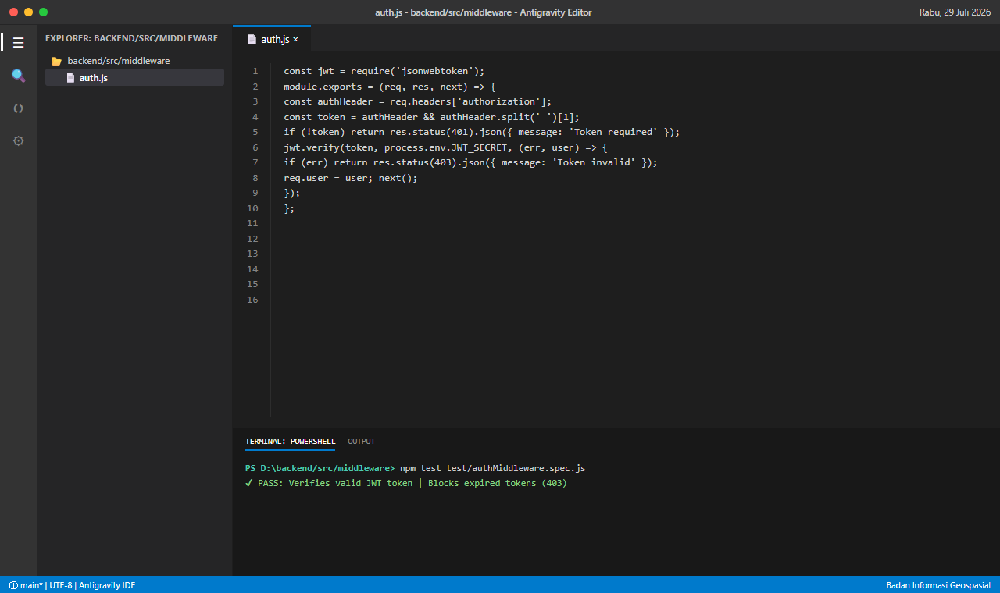 auth.js - backend/src/middleware - Antigravity Editor
Rabu, 29 Juli 2026
EXPLORER: BACKEND/SRC/MIDDLEWARE
backend/src/middleware
auth.js
auth.js ×
1 const jwt = require('jsonwebtoken');
2 module.exports = (req, res, next) => {
3 const authHeader = req.headers['authorization'];
4 const token = authHeader && authHeader.split(' ')[1];
5 if (!token) return res.status(401).json({ message: 'Token required' });
6 jwt.verify(token, process.env.JWT_SECRET, (err, user) => {
7 if (err) return res.status(403).json({ message: 'Token invalid' });
8 req.user = user; next();
9 });
10 };
11
12
13
14
15
16
TERMINAL: POWERSHELL OUTPUT
PS D:\backend/src/middleware> npm test test/authMiddleware.spec.js
✔ PASS: Verifies valid JWT token | Blocks expired tokens (403)
ⓘ main* | UTF-8 | Antigravity IDE
Badan Informasi Geospasial